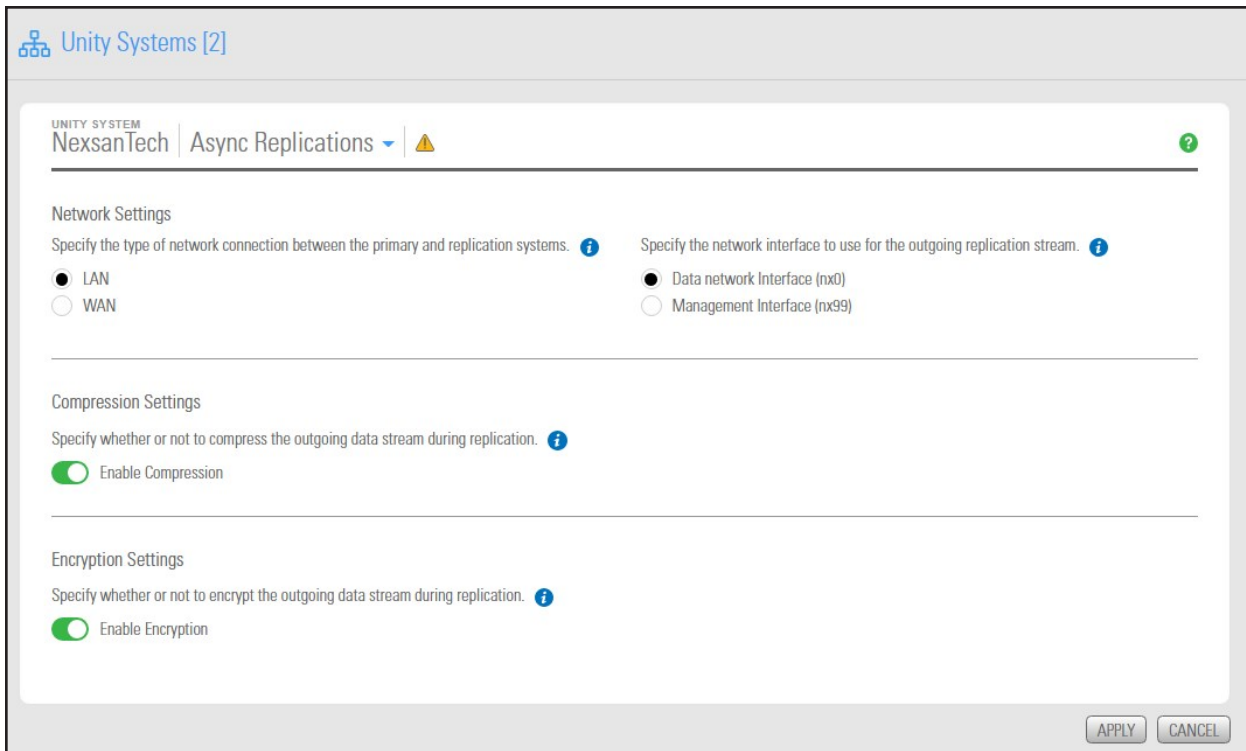 Unity Systems [2]
UNITY SYSTEM
NexsanTech Async Replications
Network Settings
Specify the type of network connection between the primary and replication systems.
LAN
WAN
Specify the network interface to use for the outgoing replication stream.
Data network Interface (nx0)
Management Interface (nx99)
Compression Settings
Specify whether or not to compress the outgoing data stream during replication.
Enable Compression
Encryption Settings
Specify whether or not to encrypt the outgoing data stream during replication.
Enable Encryption
APPLY CANCEL